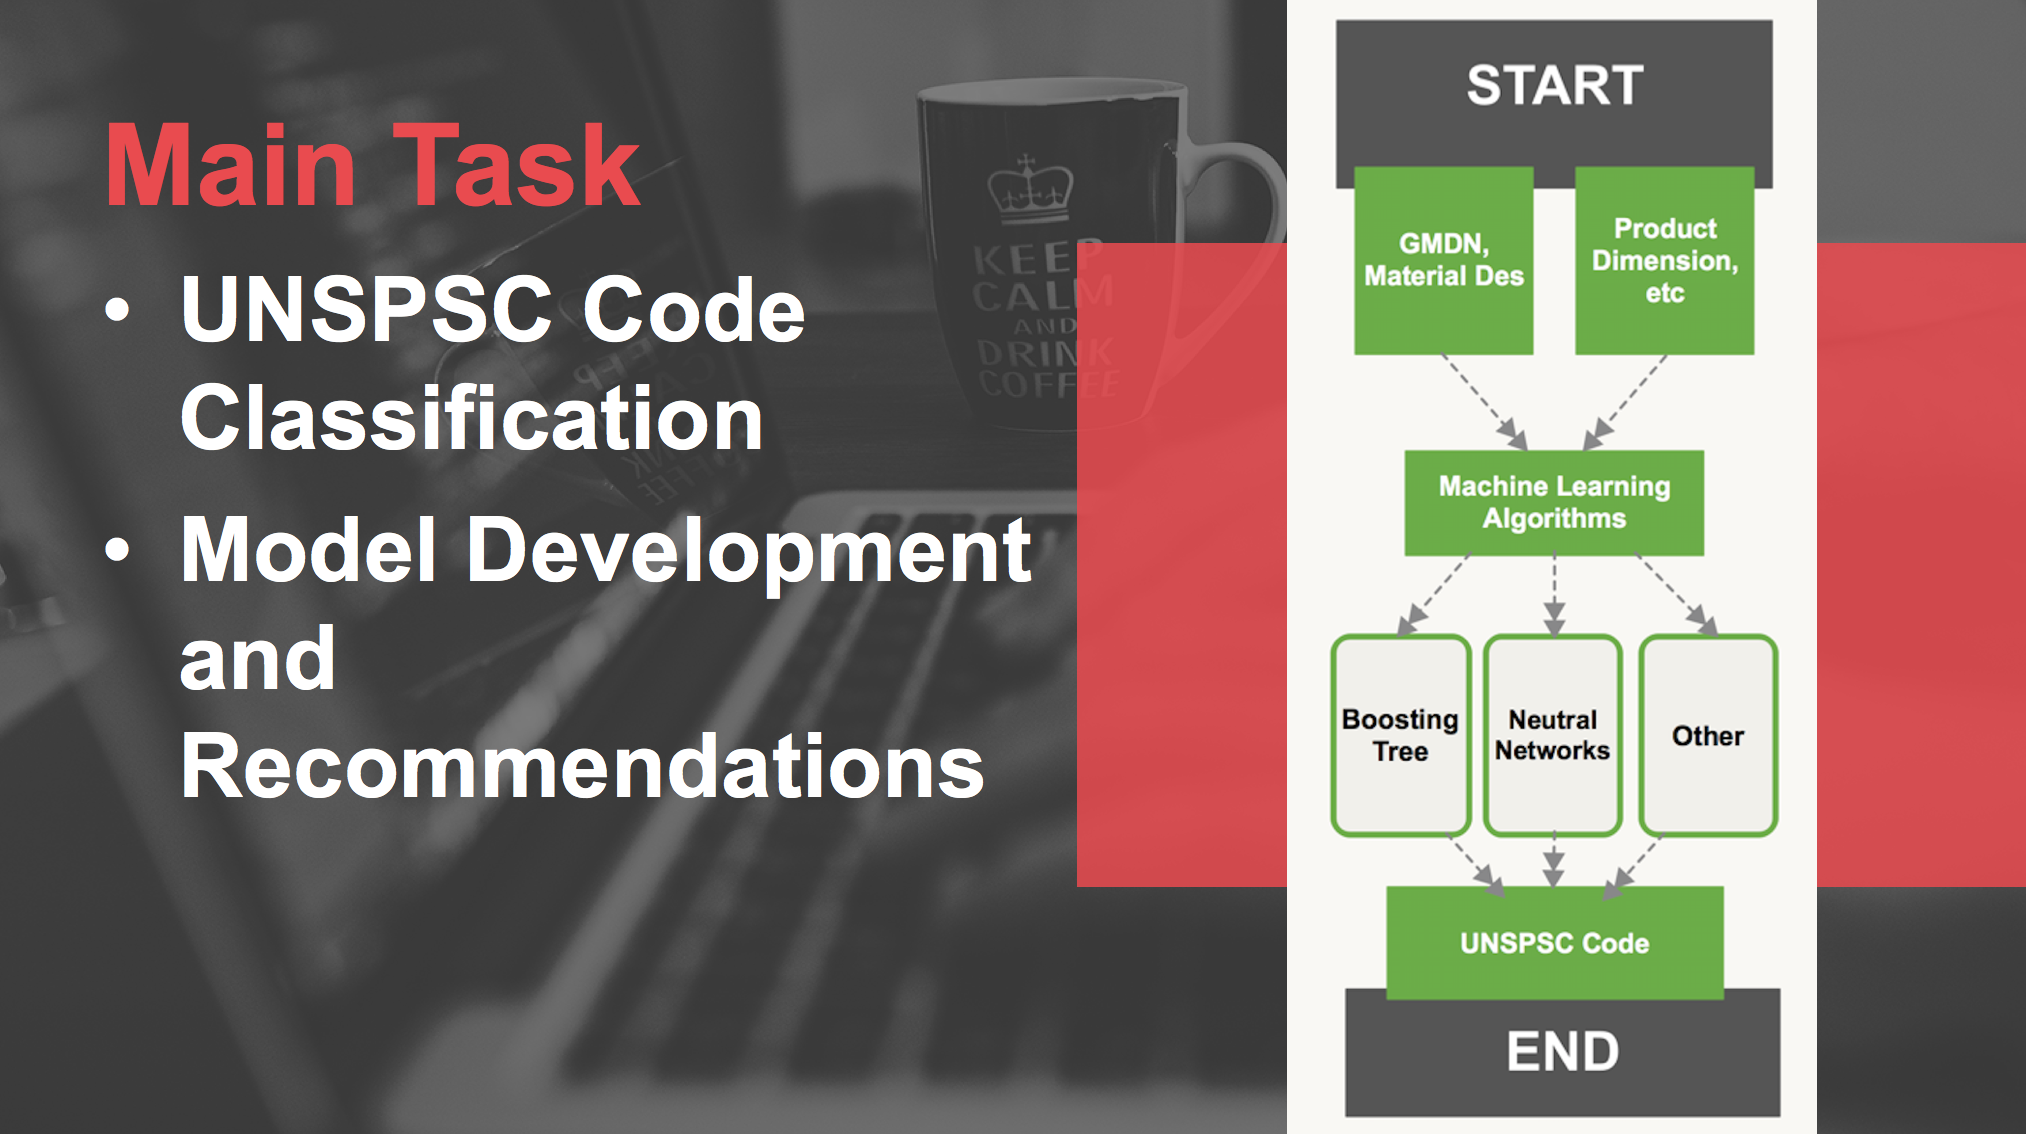 Main Task
• UNSPSC Code
Classification
• Model Development
and
Recommendations
KEEP
CALM
AND
DRINK
COFFEE
START
GMDN,
Material Des
Product
Dimension,
etc
Machine Learning
Algorithms
Boosting
Tree
Neutral
Networks
Other
UNSPSC Code
END